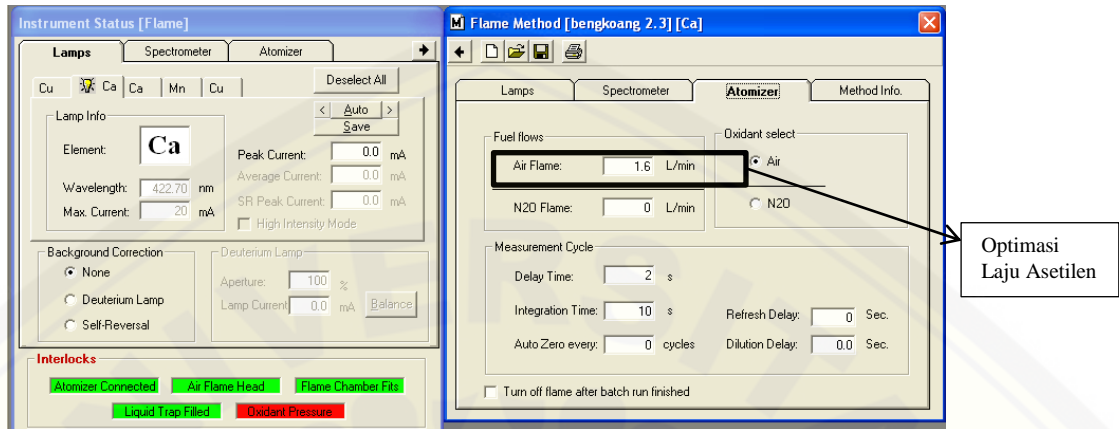 Instrument Status [Flame]
Lamps Spectrometer Atomizer
Cu Ca Ca Mn Cu
Deselect All
< Auto >
Save
Lamp Info
Element: Ca
Wavelength: 422.70 nm
Max. Current: 20 mA
Peak Current: 0.0 mA
Average Current: 0.0 mA
SR Peak Current: 0.0 mA
High Intensity Mode
Background Correction
None
Deuterium Lamp
Self-Reversal
Deuterium Lamp
Aperture: 100 %
Lamp Current 0.0 mA Balance
Interlocks
Atomizer Connected Air Flame Head Flame Chamber Fits
Liquid Trap Filled Oxidant Pressure
M Flame Method [bengkoang 2.3] [Ca]
Lamps Spectrometer Atomizer Method Info.
Fuel flows
Air Flame: 1.6 L/min
N2O Flame: 0 L/min
Oxidant select
Air
N2O
Measurement Cycle
Delay Time: 2 s
Integration Time: 10 s
Auto Zero every: 0 cycles
Refresh Delay: 0 Sec.
Dilution Delay: 0.0 Sec.
Turn off flame after batch run finished
Optimasi
Laju Asetilen